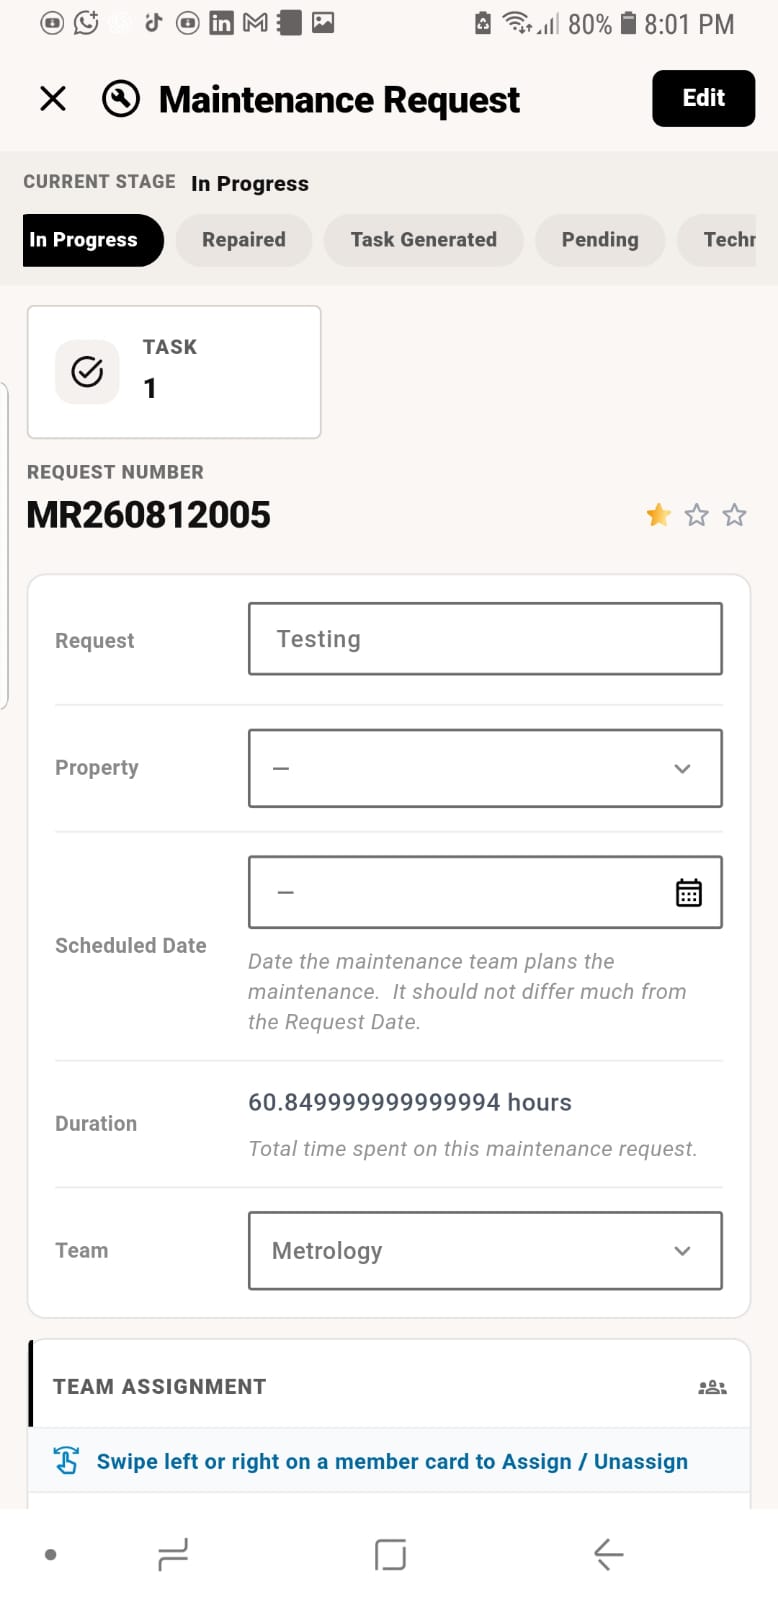 80% 8:01 PM
Maintenance Request
Edit
CURRENT STAGE In Progress
In Progress Repaired Task Generated Pending Techr
TASK
1
REQUEST NUMBER
MR260812005
Request Testing
Property –
Scheduled Date –
Date the maintenance team plans the
maintenance.  It should not differ much from
the Request Date.
Duration 60.849999999999994 hours
Total time spent on this maintenance request.
Team Metrology
TEAM ASSIGNMENT
Swipe left or right on a member card to Assign / Unassign